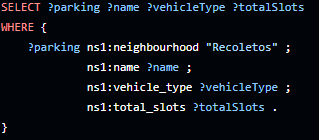 SELECT ?parking ?name ?vehicleType ?totalSlots
WHERE {
?parking ns1:neighbourhood "Recoletos" ;
ns1:name ?name ;
ns1:vehicle_type ?vehicleType ;
ns1:total_slots ?totalSlots .
}